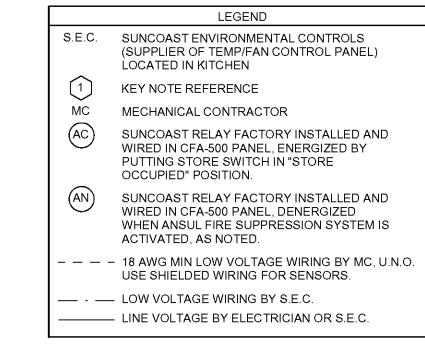 LEGEND
S.E.C. SUNCOAST ENVIRONMENTAL CONTROLS
(SUPPLIER OF TEMP/FAN CONTROL PANEL)
LOCATED IN KITCHEN
1 KEY NOTE REFERENCE
MC MECHANICAL CONTRACTOR
AC SUNCOAST RELAY FACTORY INSTALLED AND
WIRED IN CFA-500 PANEL, ENERGIZED BY
PUTTING STORE SWITCH IN "STORE
OCCUPIED" POSITION.
AN SUNCOAST RELAY FACTORY INSTALLED AND
WIRED IN CFA-500 PANEL, DENERGIZED
WHEN ANSUL FIRE SUPPRESSION SYSTEM IS
ACTIVATED, AS NOTED.
18 AWG MIN LOW VOLTAGE WIRING BY MC, U.N.O.
USE SHIELDED WIRING FOR SENSORS.
LOW VOLTAGE WIRING BY S.E.C.
LINE VOLTAGE BY ELECTRICIAN OR S.E.C.